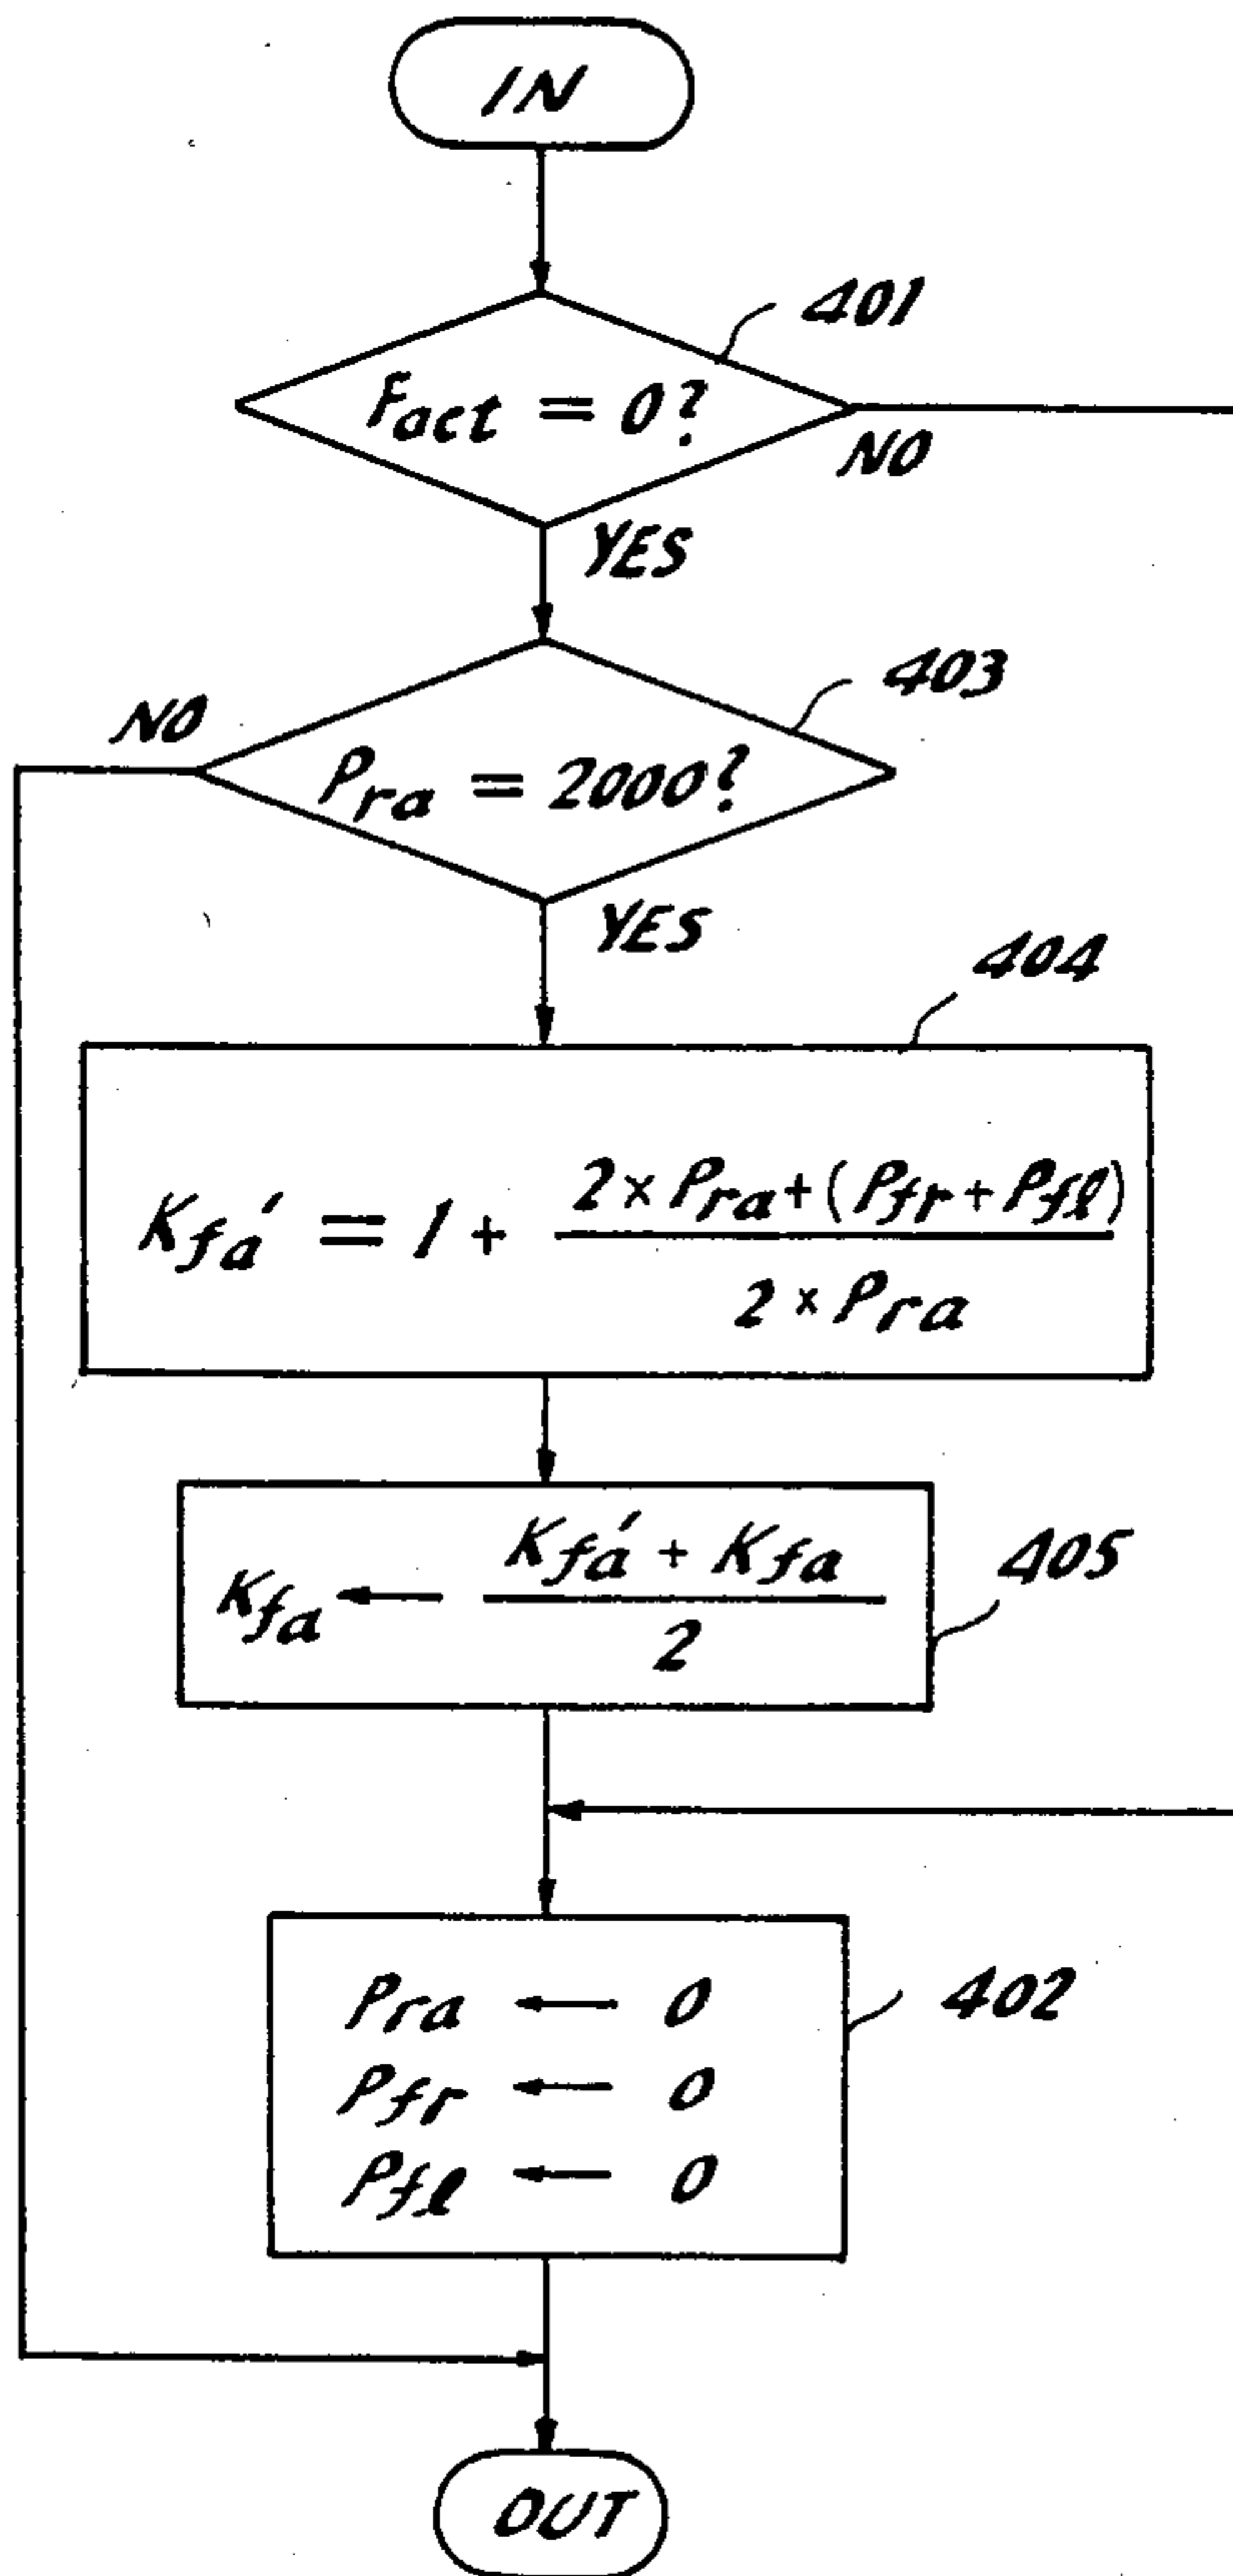 IN
401
Fact = 0?
NO
YES
403
NO
Pra = 2000?
YES
404
Kfa' = 1 + 2 × Pra + (Pfr + Pfl) / 2 × Pra
Kfa ← Kfa' + Kfa / 2
405
Pra ← 0
402
Pfr ← 0
Pfl ← 0
OUT